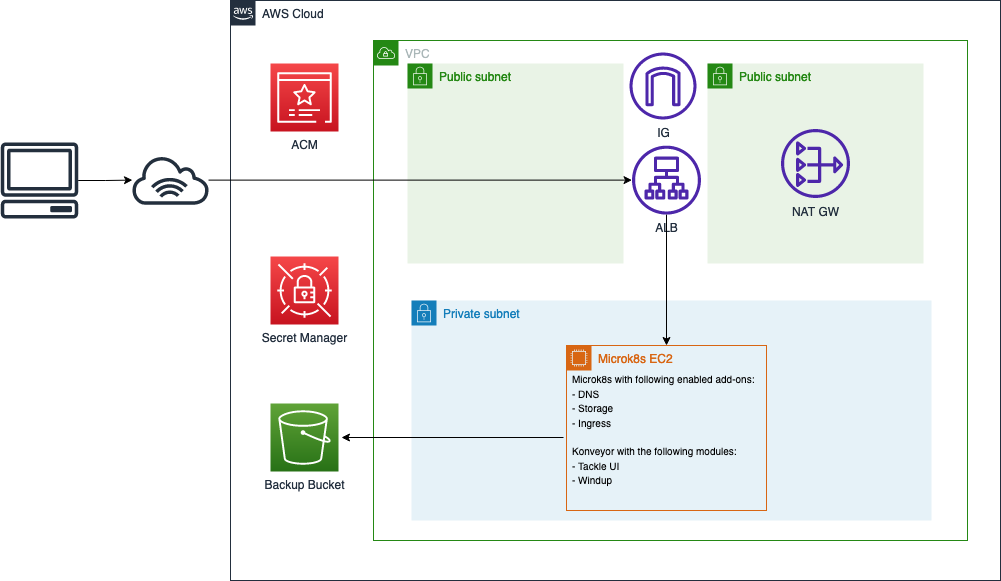 aws
AWS Cloud
VPC
Public subnet
Public subnet
IG
ACM
ALB
NAT GW
Private subnet
Secret Manager
Microk8s EC2
Microk8s with following enabled add-ons:
- DNS
- Storage
- Ingress
Konveyor with the following modules:
- Tackle UI
- Windup
Backup Bucket